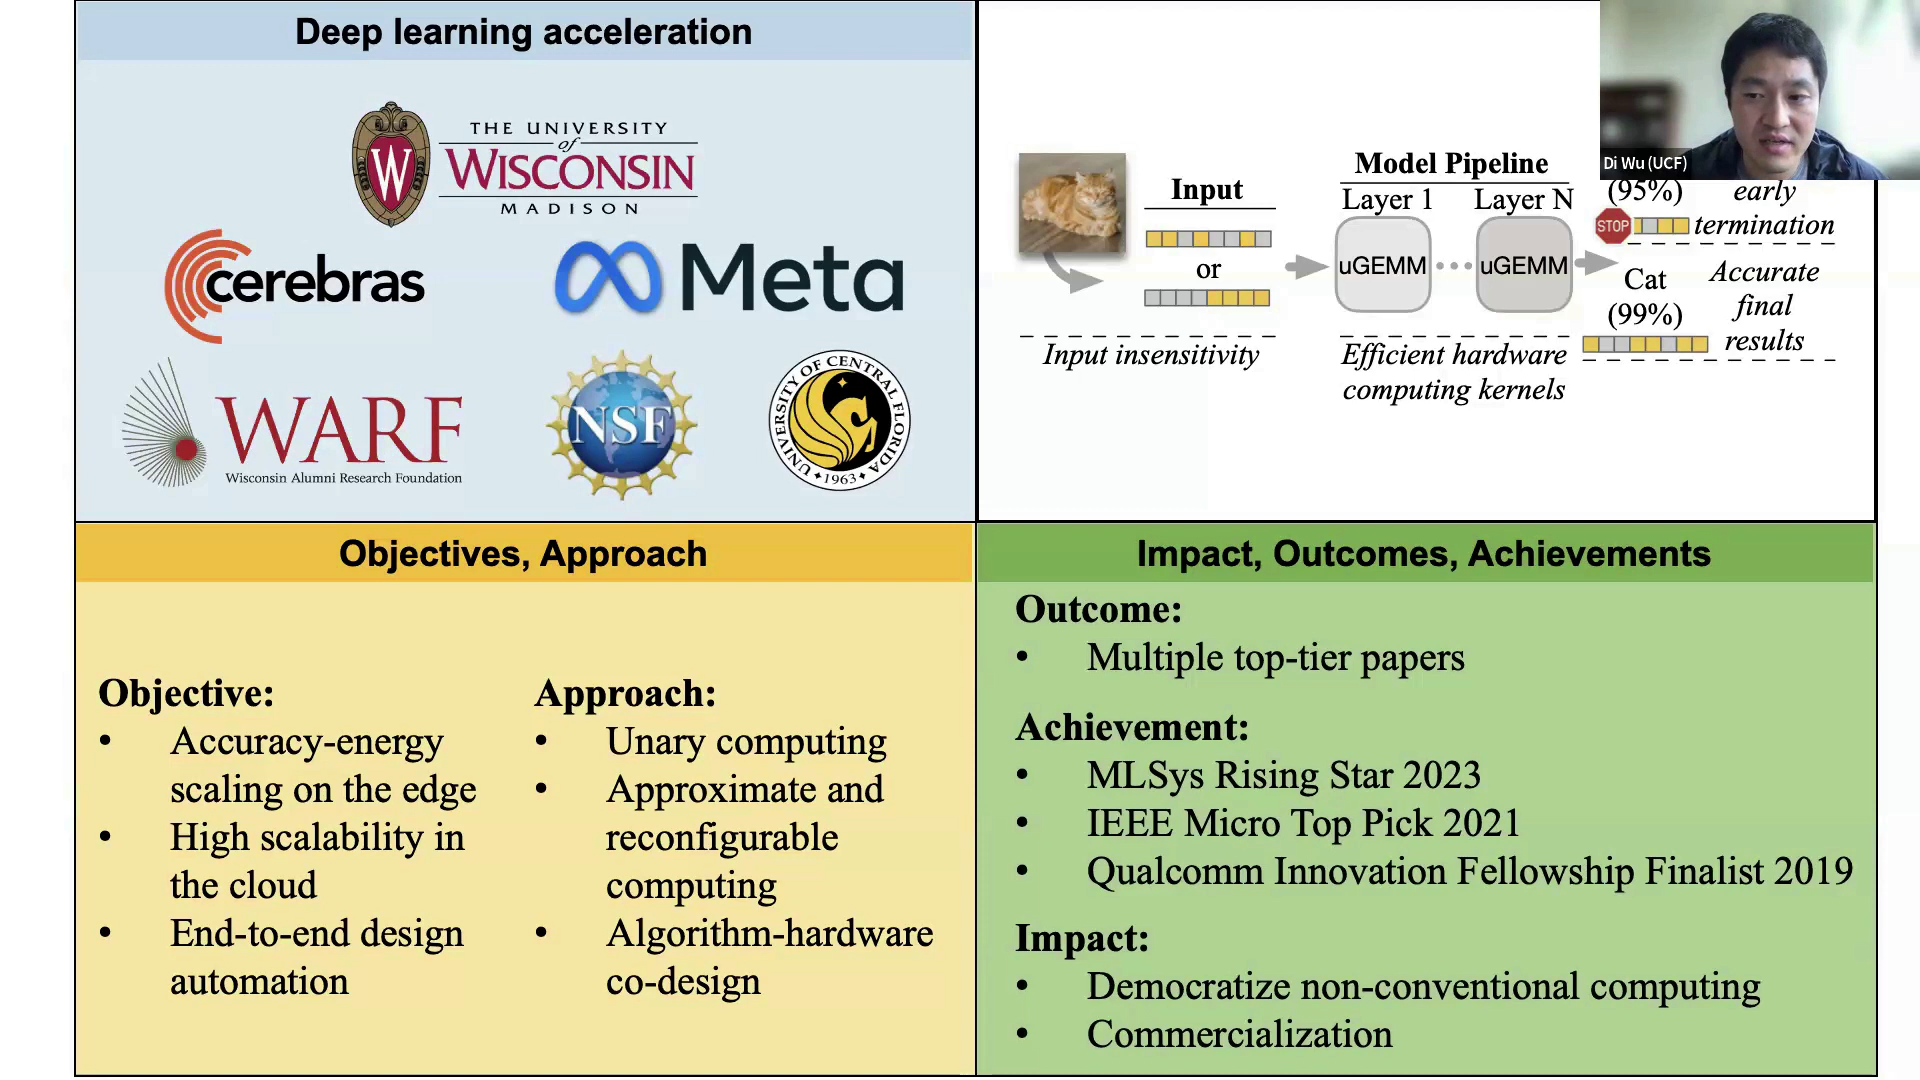 Deep learning acceleration
THE UNIVERSITY
of
WISCONSIN
MADISON
W
cerebras
Meta
WARF
Wisconsin Alumni Research Foundation
NSF
UNIVERSITY OF CENTRAL FLORIDA
1963
Input
or
Input insensitivity
Model Pipeline
Layer 1
Layer N
uGEMM
uGEMM
Efficient hardware
computing kernels
Di Wu (UCF)
(95%)
early
STOP
termination
Cat
(99%)
Accurate
final
results
Objectives, Approach
Objective:
• Accuracy-energy
scaling on the edge
• High scalability in
the cloud
• End-to-end design
automation
Approach:
• Unary computing
• Approximate and
reconfigurable
computing
• Algorithm-hardware
co-design
Impact, Outcomes, Achievements
Outcome:
• Multiple top-tier papers
Achievement:
• MLSys Rising Star 2023
• IEEE Micro Top Pick 2021
• Qualcomm Innovation Fellowship Finalist 2019
Impact:
• Democratize non-conventional computing
• Commercialization